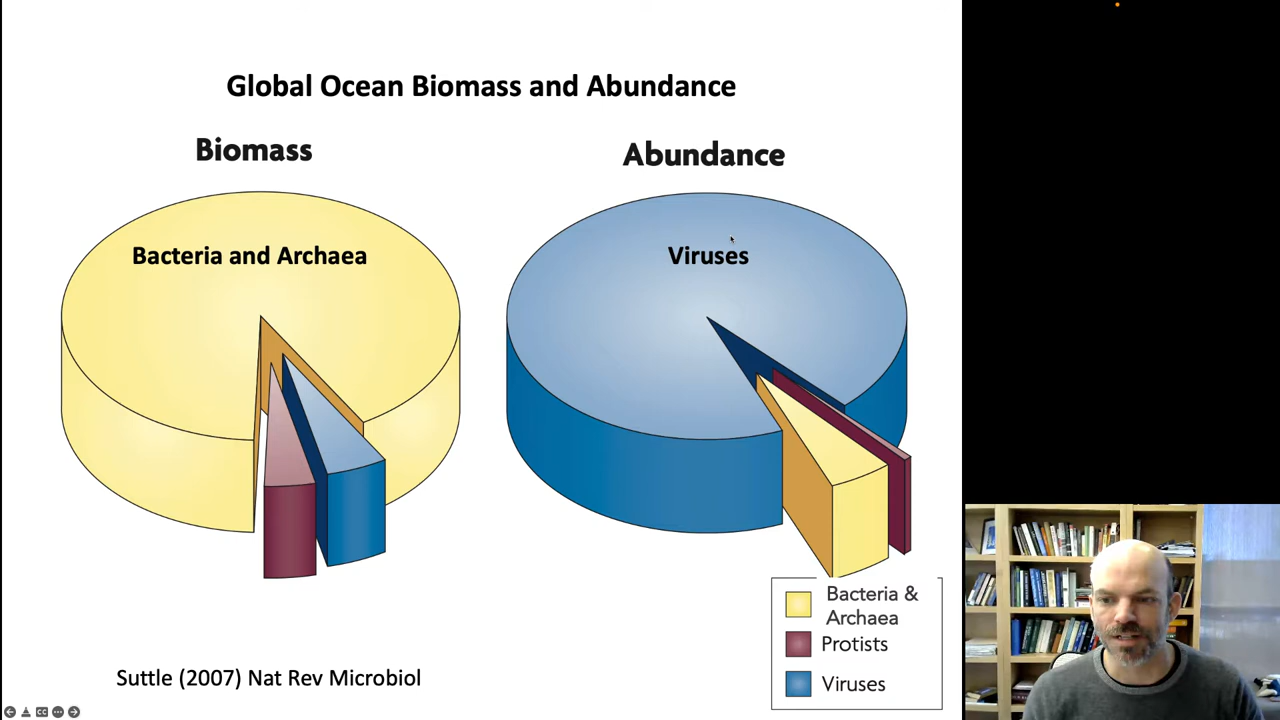 Global Ocean Biomass and Abundance
Biomass
Abundance
Bacteria and Archaea
Viruses
Bacteria &
Archaea
Protists
Viruses
Suttle (2007) Nat Rev Microbiol